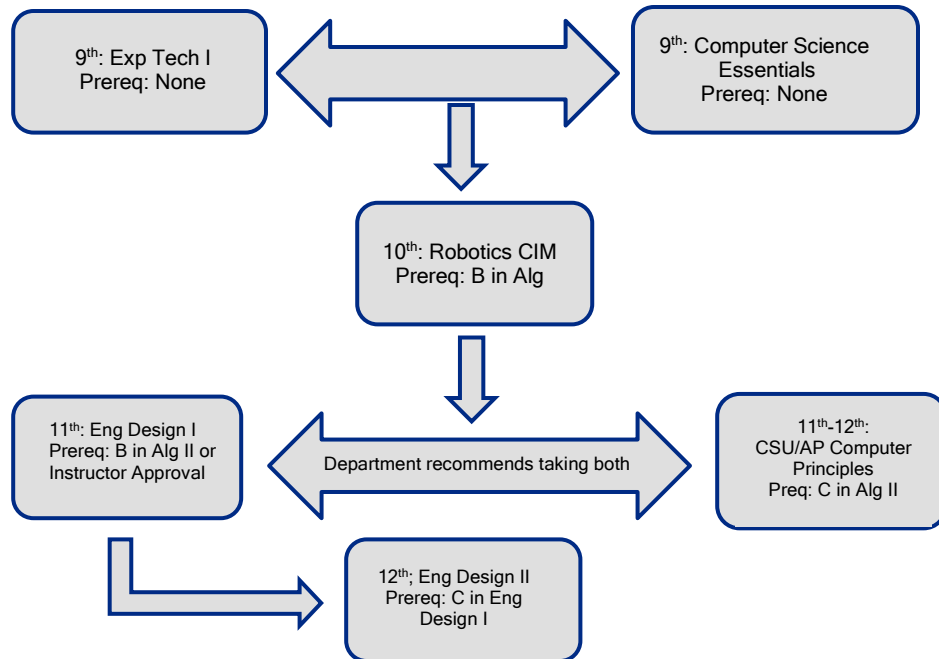 9th: Exp Tech I
Prereq: None
9th: Computer Science
Essentials
Prereq: None
10th: Robotics CIM
Prereq: B in Alg
11th: Eng Design I
Prereq: B in Alg II or
Instructor Approval
Department recommends taking both
11th-12th:
CSU/AP Computer
Principles
Preq: C in Alg II
12th; Eng Design II
Prereq: C in Eng
Design I